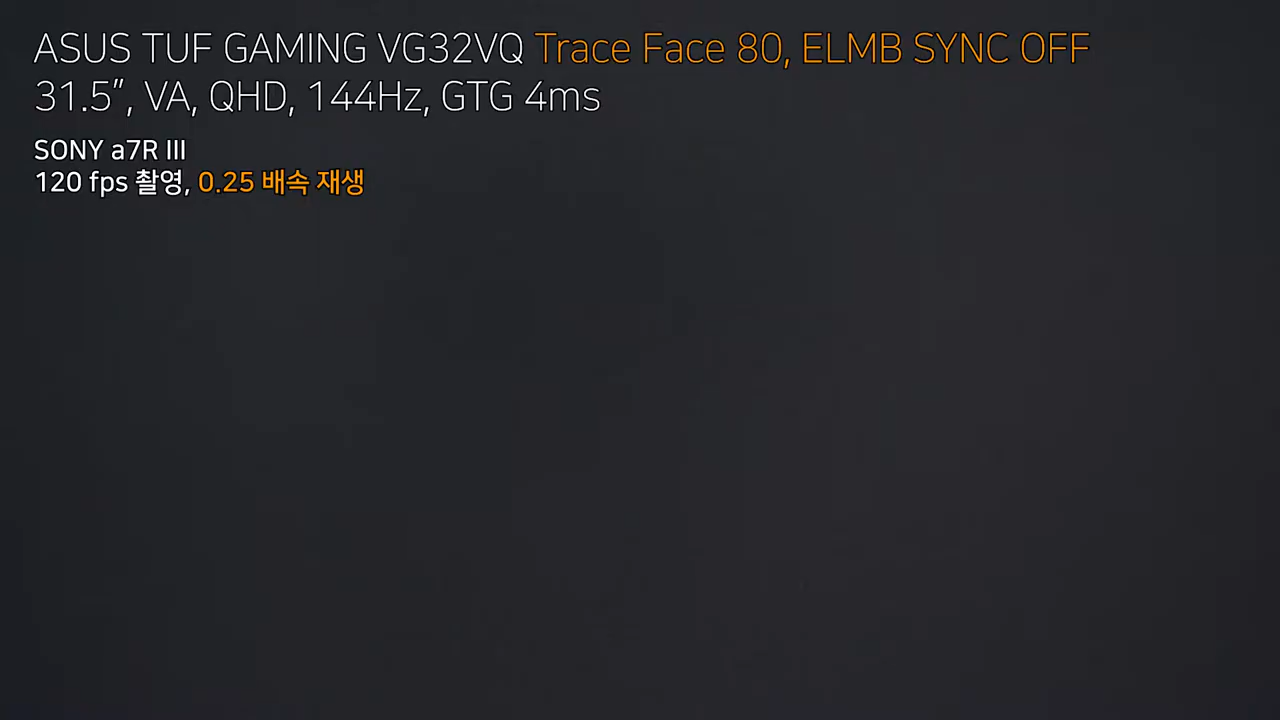 ASUS TUF GAMING VG32VQ Trace Face 80, ELMB SYNC OFF
31.5”, VA, QHD, 144Hz, GTG 4ms
SONY a7R III
120 fps 촬영, 0.25 배속 재생